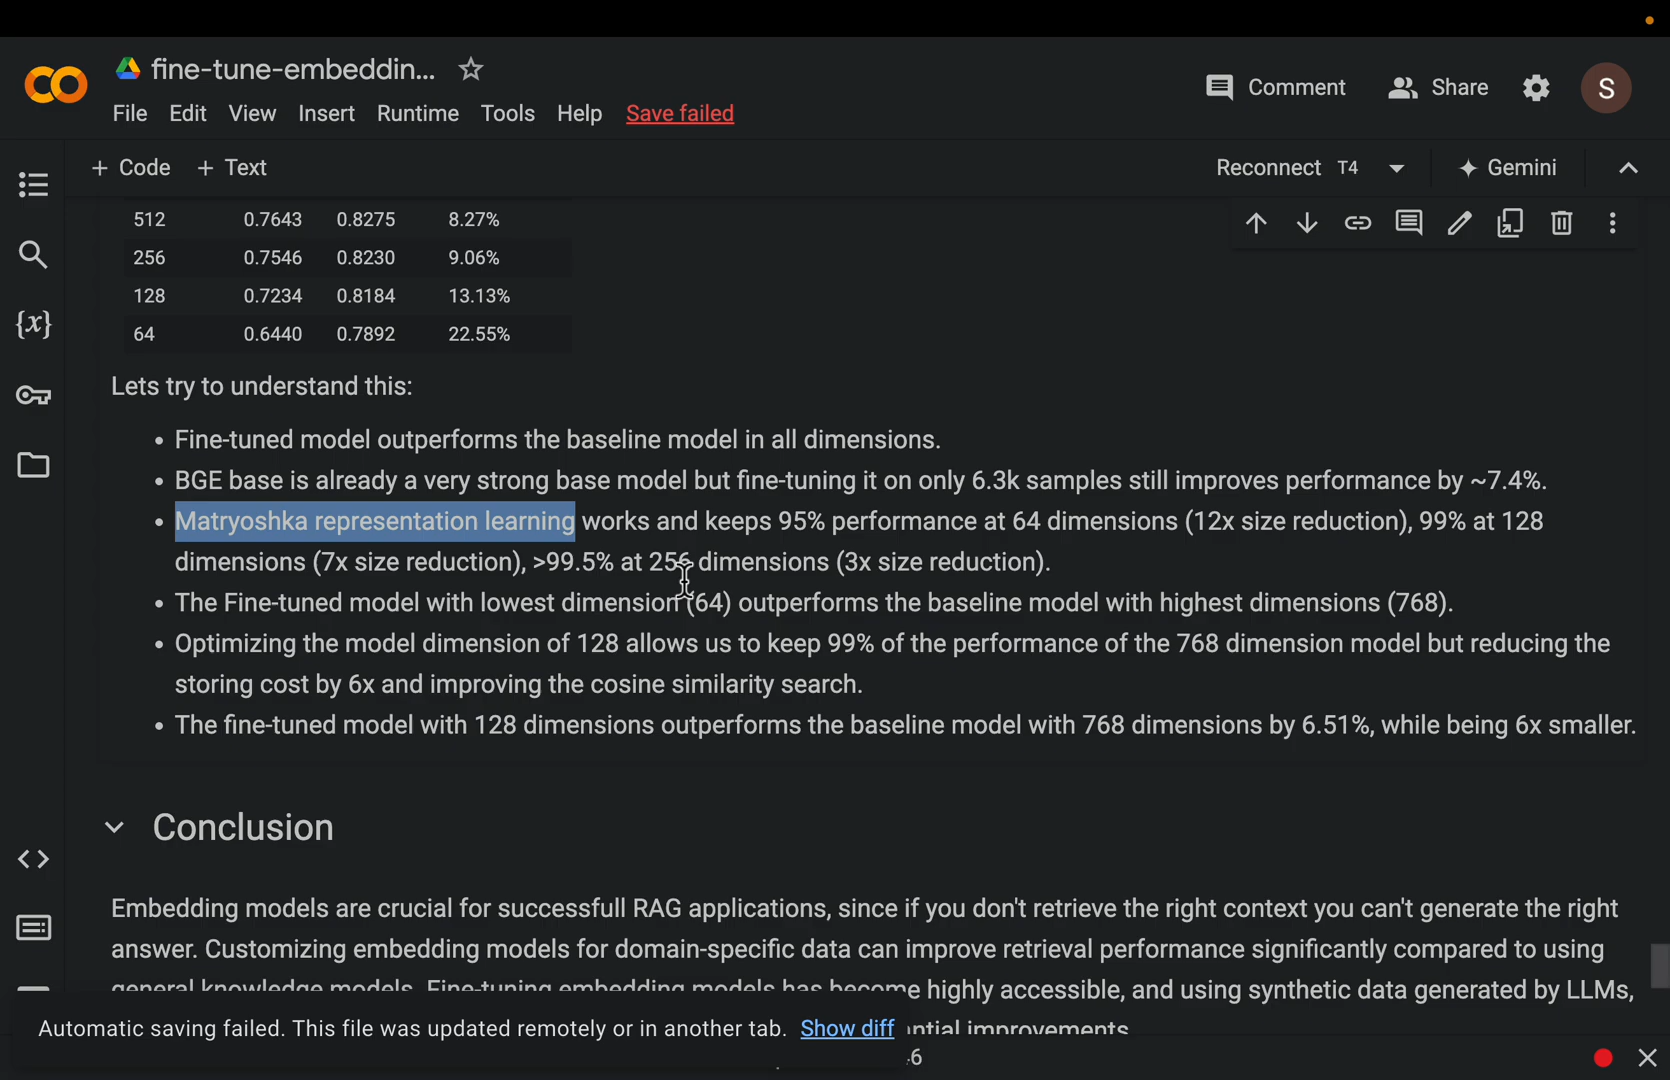 fine-tune-embeddin...
Comment
Share
S
File Edit View Insert Runtime Tools Help Save failed
+ Code + Text
Reconnect T4
Gemini
512 0.7643 0.8275 8.27%
256 0.7546 0.8230 9.06%
128 0.7234 0.8184 13.13%
64 0.6440 0.7892 22.55%
{x}
Lets try to understand this:
• Fine-tuned model outperforms the baseline model in all dimensions.
• BGE base is already a very strong base model but fine-tuning it on only 6.3k samples still improves performance by ~7.4%.
• Matryoshka representation learning works and keeps 95% performance at 64 dimensions (12x size reduction), 99% at 128
dimensions (7x size reduction), >99.5% at 256 dimensions (3x size reduction).
• The Fine-tuned model with lowest dimension (64) outperforms the baseline model with highest dimensions (768).
• Optimizing the model dimension of 128 allows us to keep 99% of the performance of the 768 dimension model but reducing the
storing cost by 6x and improving the cosine similarity search.
• The fine-tuned model with 128 dimensions outperforms the baseline model with 768 dimensions by 6.51%, while being 6x smaller.
Conclusion
Embedding models are crucial for successfull RAG applications, since if you don't retrieve the right context you can't generate the right
answer. Customizing embedding models for domain-specific data can improve retrieval performance significantly compared to using
general knowledge models. Fine-tuning embedding models has become highly accessible, and using synthetic data generated by LLMs,
improvements
Automatic saving failed. This file was updated remotely or in another tab. Show diff